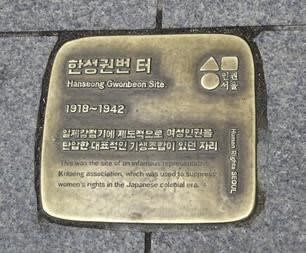 한성권번 터
Hanseong Gwonbeon Site
1918~1942
일제강점기에 제도적으로 여성인권을
탄압한 대표적인 기생조합이 있던 자리
This was the site of an infamous representative
Kisaeng association, which was used to suppress
women's rights in the Japanese colonial era.
인권
서울
Human Rights SEOUL